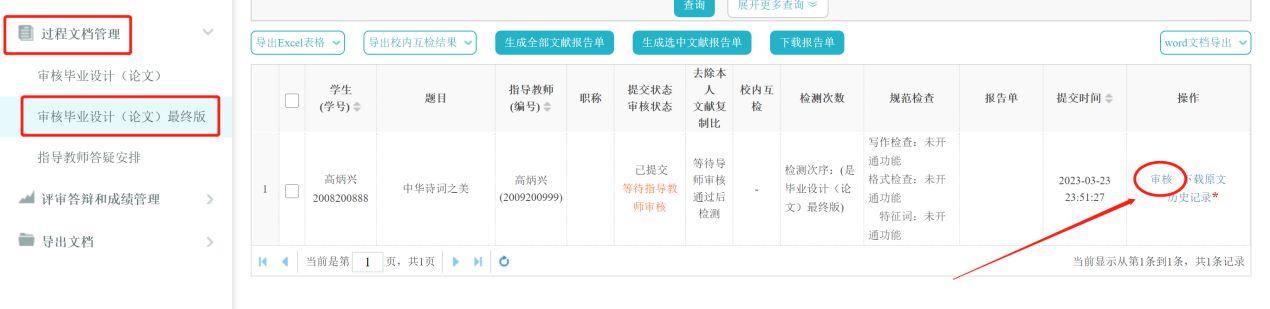 查询
展开更多查询
过程文档管理
审核毕业设计（论文）
审核毕业设计（论文）最终版
指导教师答疑安排
评审答辩和成绩管理
导出文档
导出Excel表格
导出校内互检结果
生成全部文献报告单
生成选中文献报告单
下载报告单
word文档导出
学生
(学号)
题目
指导教师
(编号)
职称
提交状态
审核状态
去除本
人
文献复
制比
校内互
检
检测次数
规范检查
报告单
提交时间
操作
1
高炳兴
2008200888
中华诗词之美
高炳兴
(2009200999)
已提交
等待指导教
师审核
等待导
师审核
通过后
检测
-
检测次序：(是
毕业设计（论
文）最终版)
写作检查：未开
通功能
格式检查：未开
通功能
特征词：未开
通功能
2023-03-23
23:51:27
审核 下载原文
历史记录*
当前是第 1 页，共1页
当前显示从第1条到1条，共1条记录